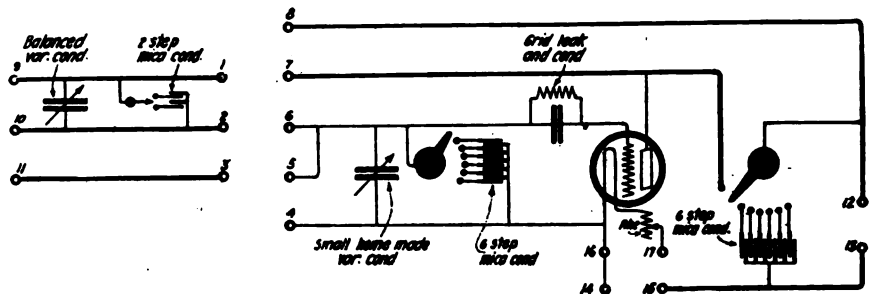 8
Balanced
var. cond.
2 step
mica cond.
Grid leak
and cond
9
1
7
10
2
6
11
3
5
4
Small home made
var. cond
6 step
mica cond
Rhe
6 step
mica cond.
12
13
16
17
14
15